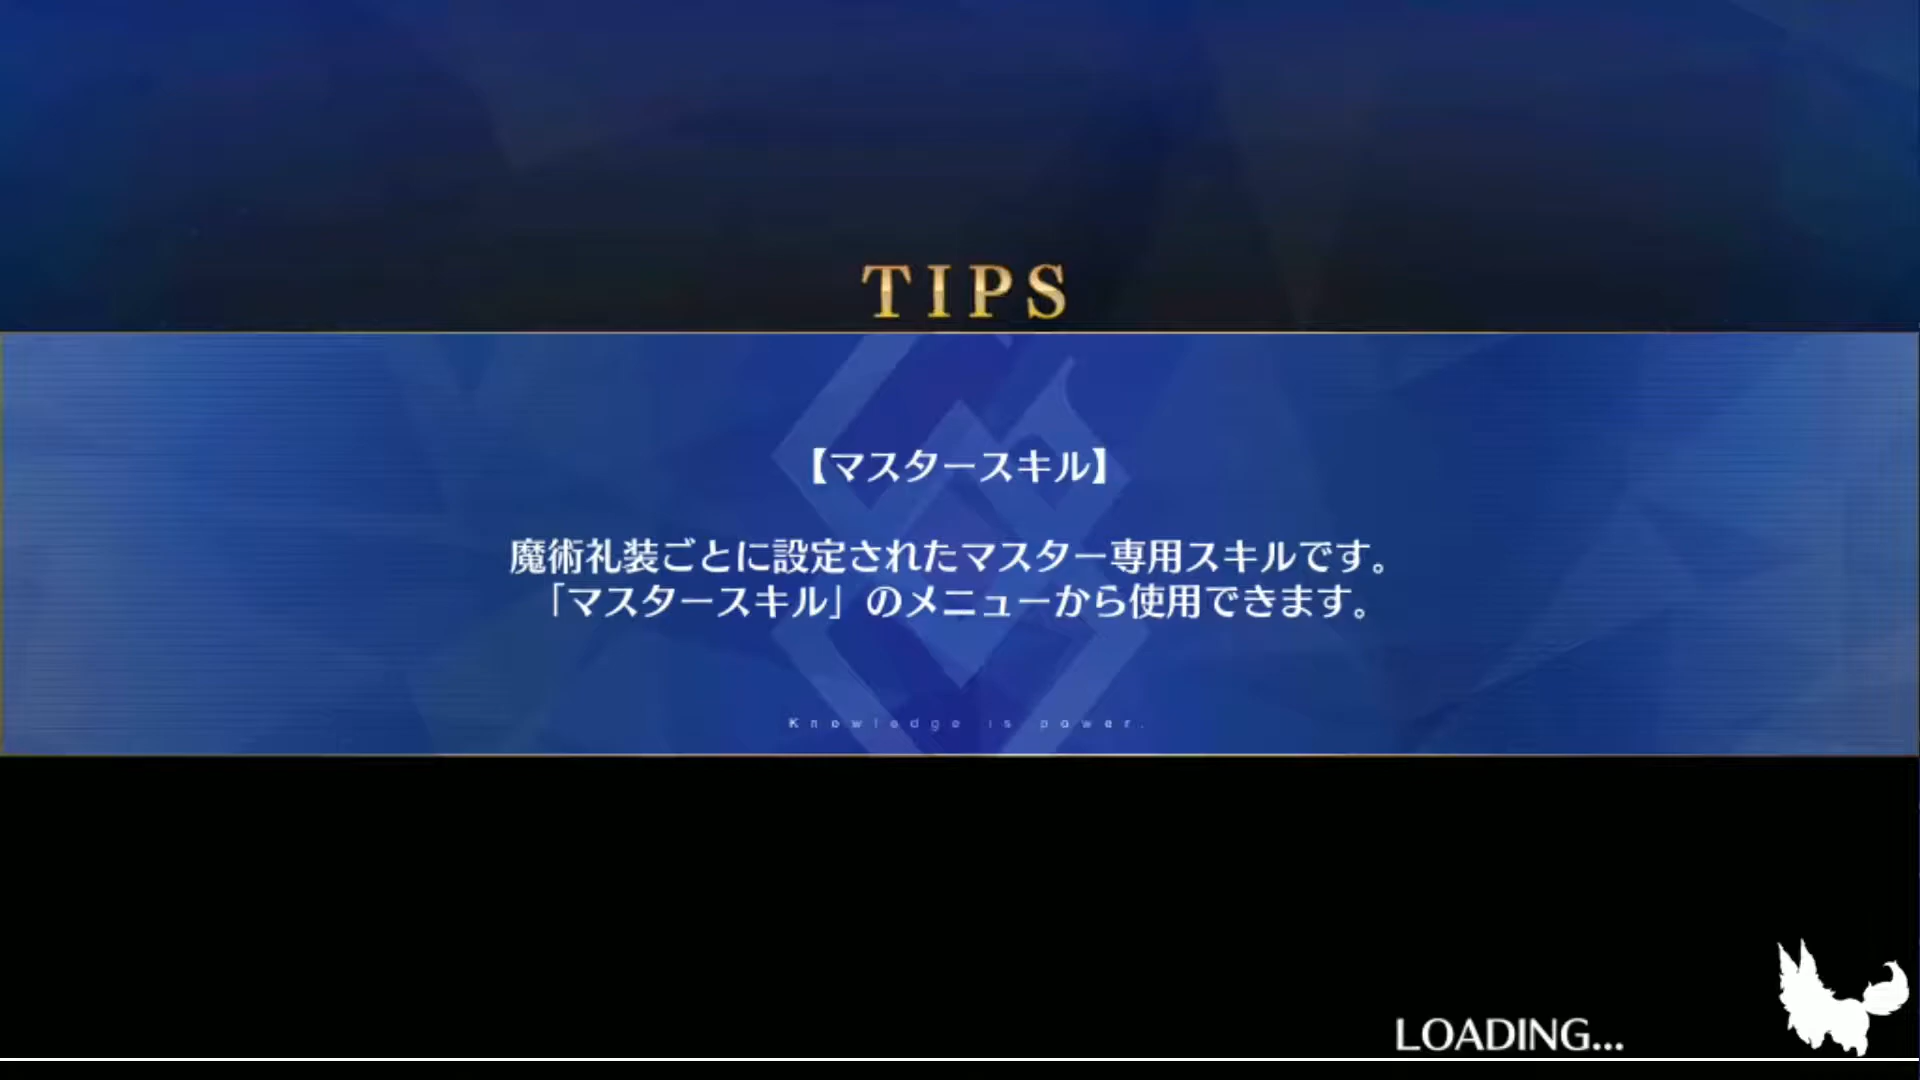 TIPS
【マスタースキル】
魔術礼装ごとに設定されたマスター専用スキルです。
「マスタースキル」のメニューから使用できます。
Knowledge is power.
LOADING...